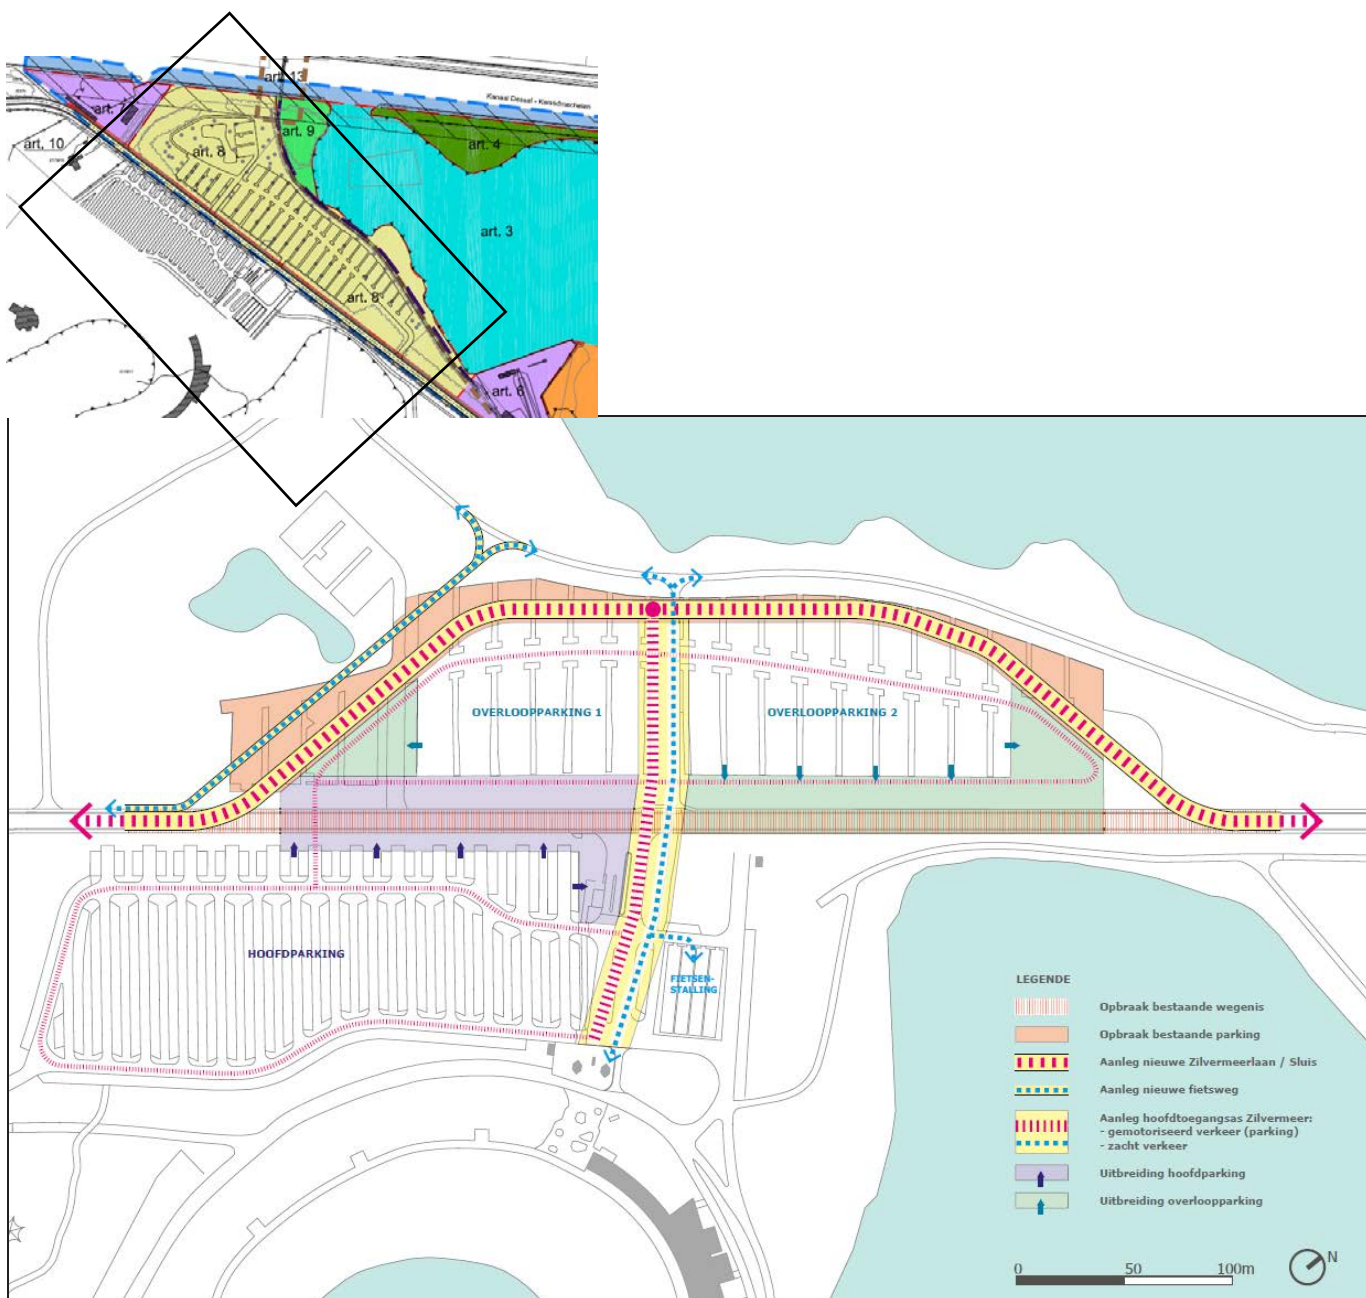 art. 13
Kanaal Dessel - Kwaadmechelen
art. 7
art. 9
art. 4
art. 10
art. 8
art. 3
art. 8
art. 6
OVERLOOPPARKING 1
OVERLOOPPARKING 2
HOOFDPARKING
FIETSEN-
STALLING
LEGENDE
Opbraak bestaande wegenis
Opbraak bestaande parking
Aanleg nieuwe Zilvermeerlaan / Sluis
Aanleg nieuwe fietsweg
Aanleg hoofdtoegangsas Zilvermeer:
- gemotoriseerd verkeer (parking)
- zacht verkeer
Uitbreiding hoofdparking
Uitbreiding overloopparking
0 50 100m
N